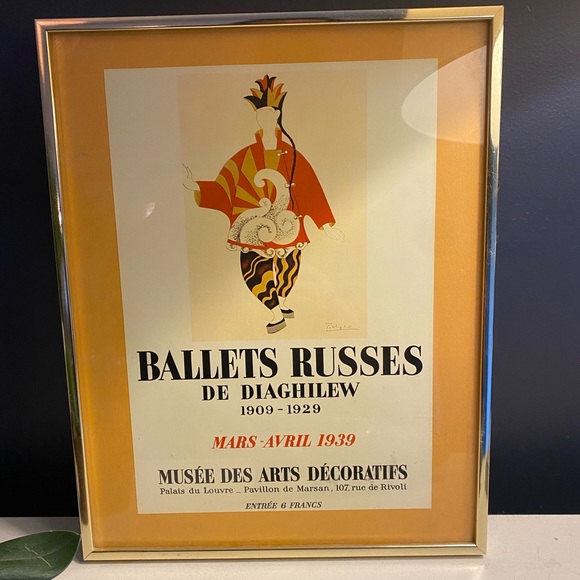 Picasso
BALLETS RUSSES
DE DIAGHILEW
1909 - 1929
MARS-AVRIL 1939
MUSÉE DES ARTS DÉCORATIFS
Palais du Louvre _ Pavillon de Marsan, 107, rue de Rivoli
ENTRÉE 6 FRANCS